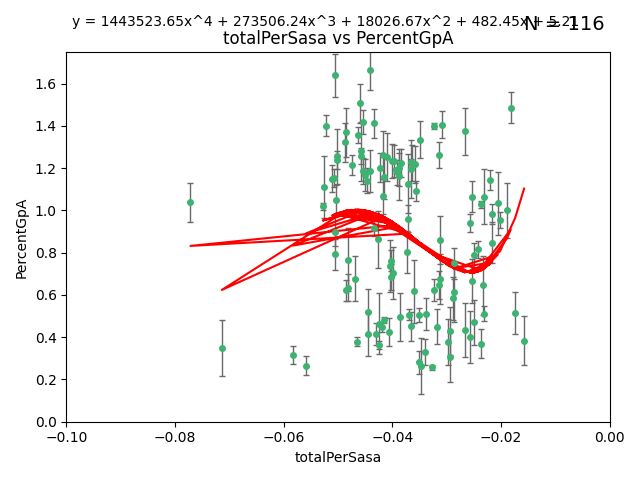 y = 1443523.65x^4 + 273506.24x^3 + 18026.67x^2 + 482.45x + 5.21
N = 116
totalPerSasa vs PercentGpA
PercentGpA
1.6
1.4
1.2
1.0
0.8
0.6
0.4
0.2
0.0
−0.10 −0.08 −0.06 −0.04 −0.02 0.00
totalPerSasa